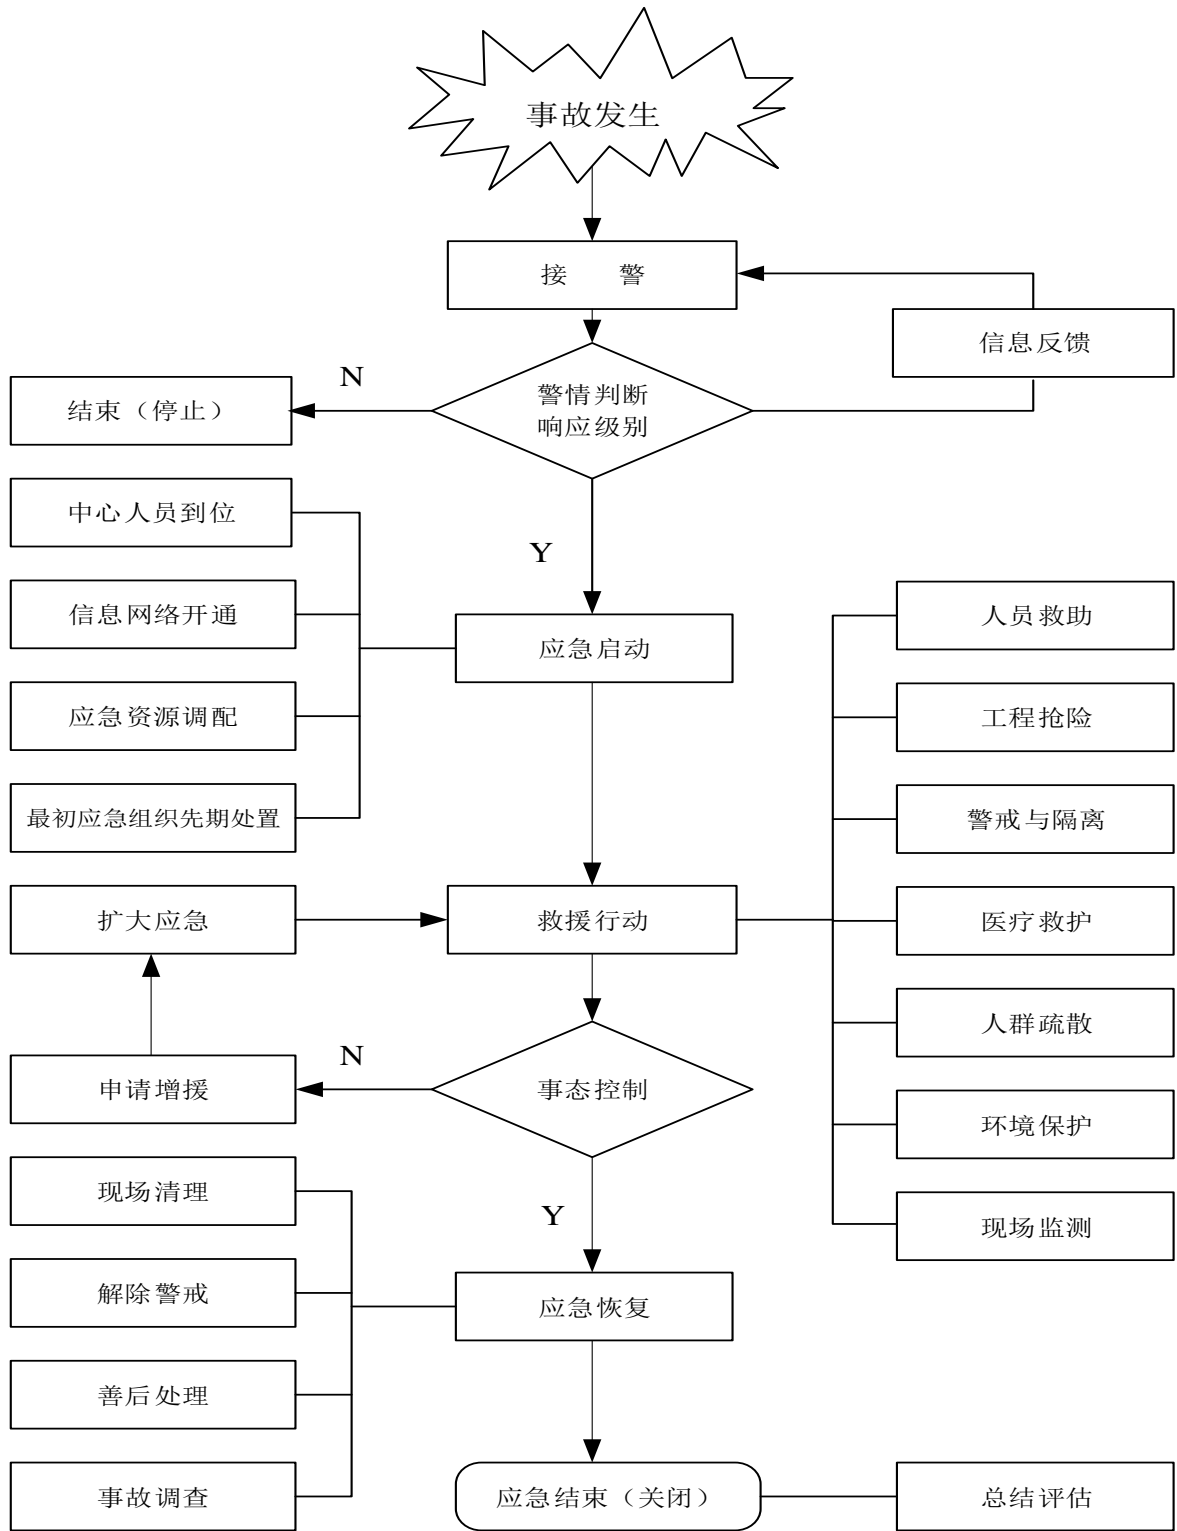 事故发生
接 警
信息反馈
N
警情判断
响应级别
结束（停止）
中心人员到位
Y
信息网络开通
应急启动
人员救助
应急资源调配
工程抢险
最初应急组织先期处置
警戒与隔离
扩大应急
救援行动
医疗救护
人群疏散
N
申请增援
事态控制
环境保护
现场清理
Y
现场监测
解除警戒
应急恢复
善后处理
事故调查
应急结束（关闭）
总结评估